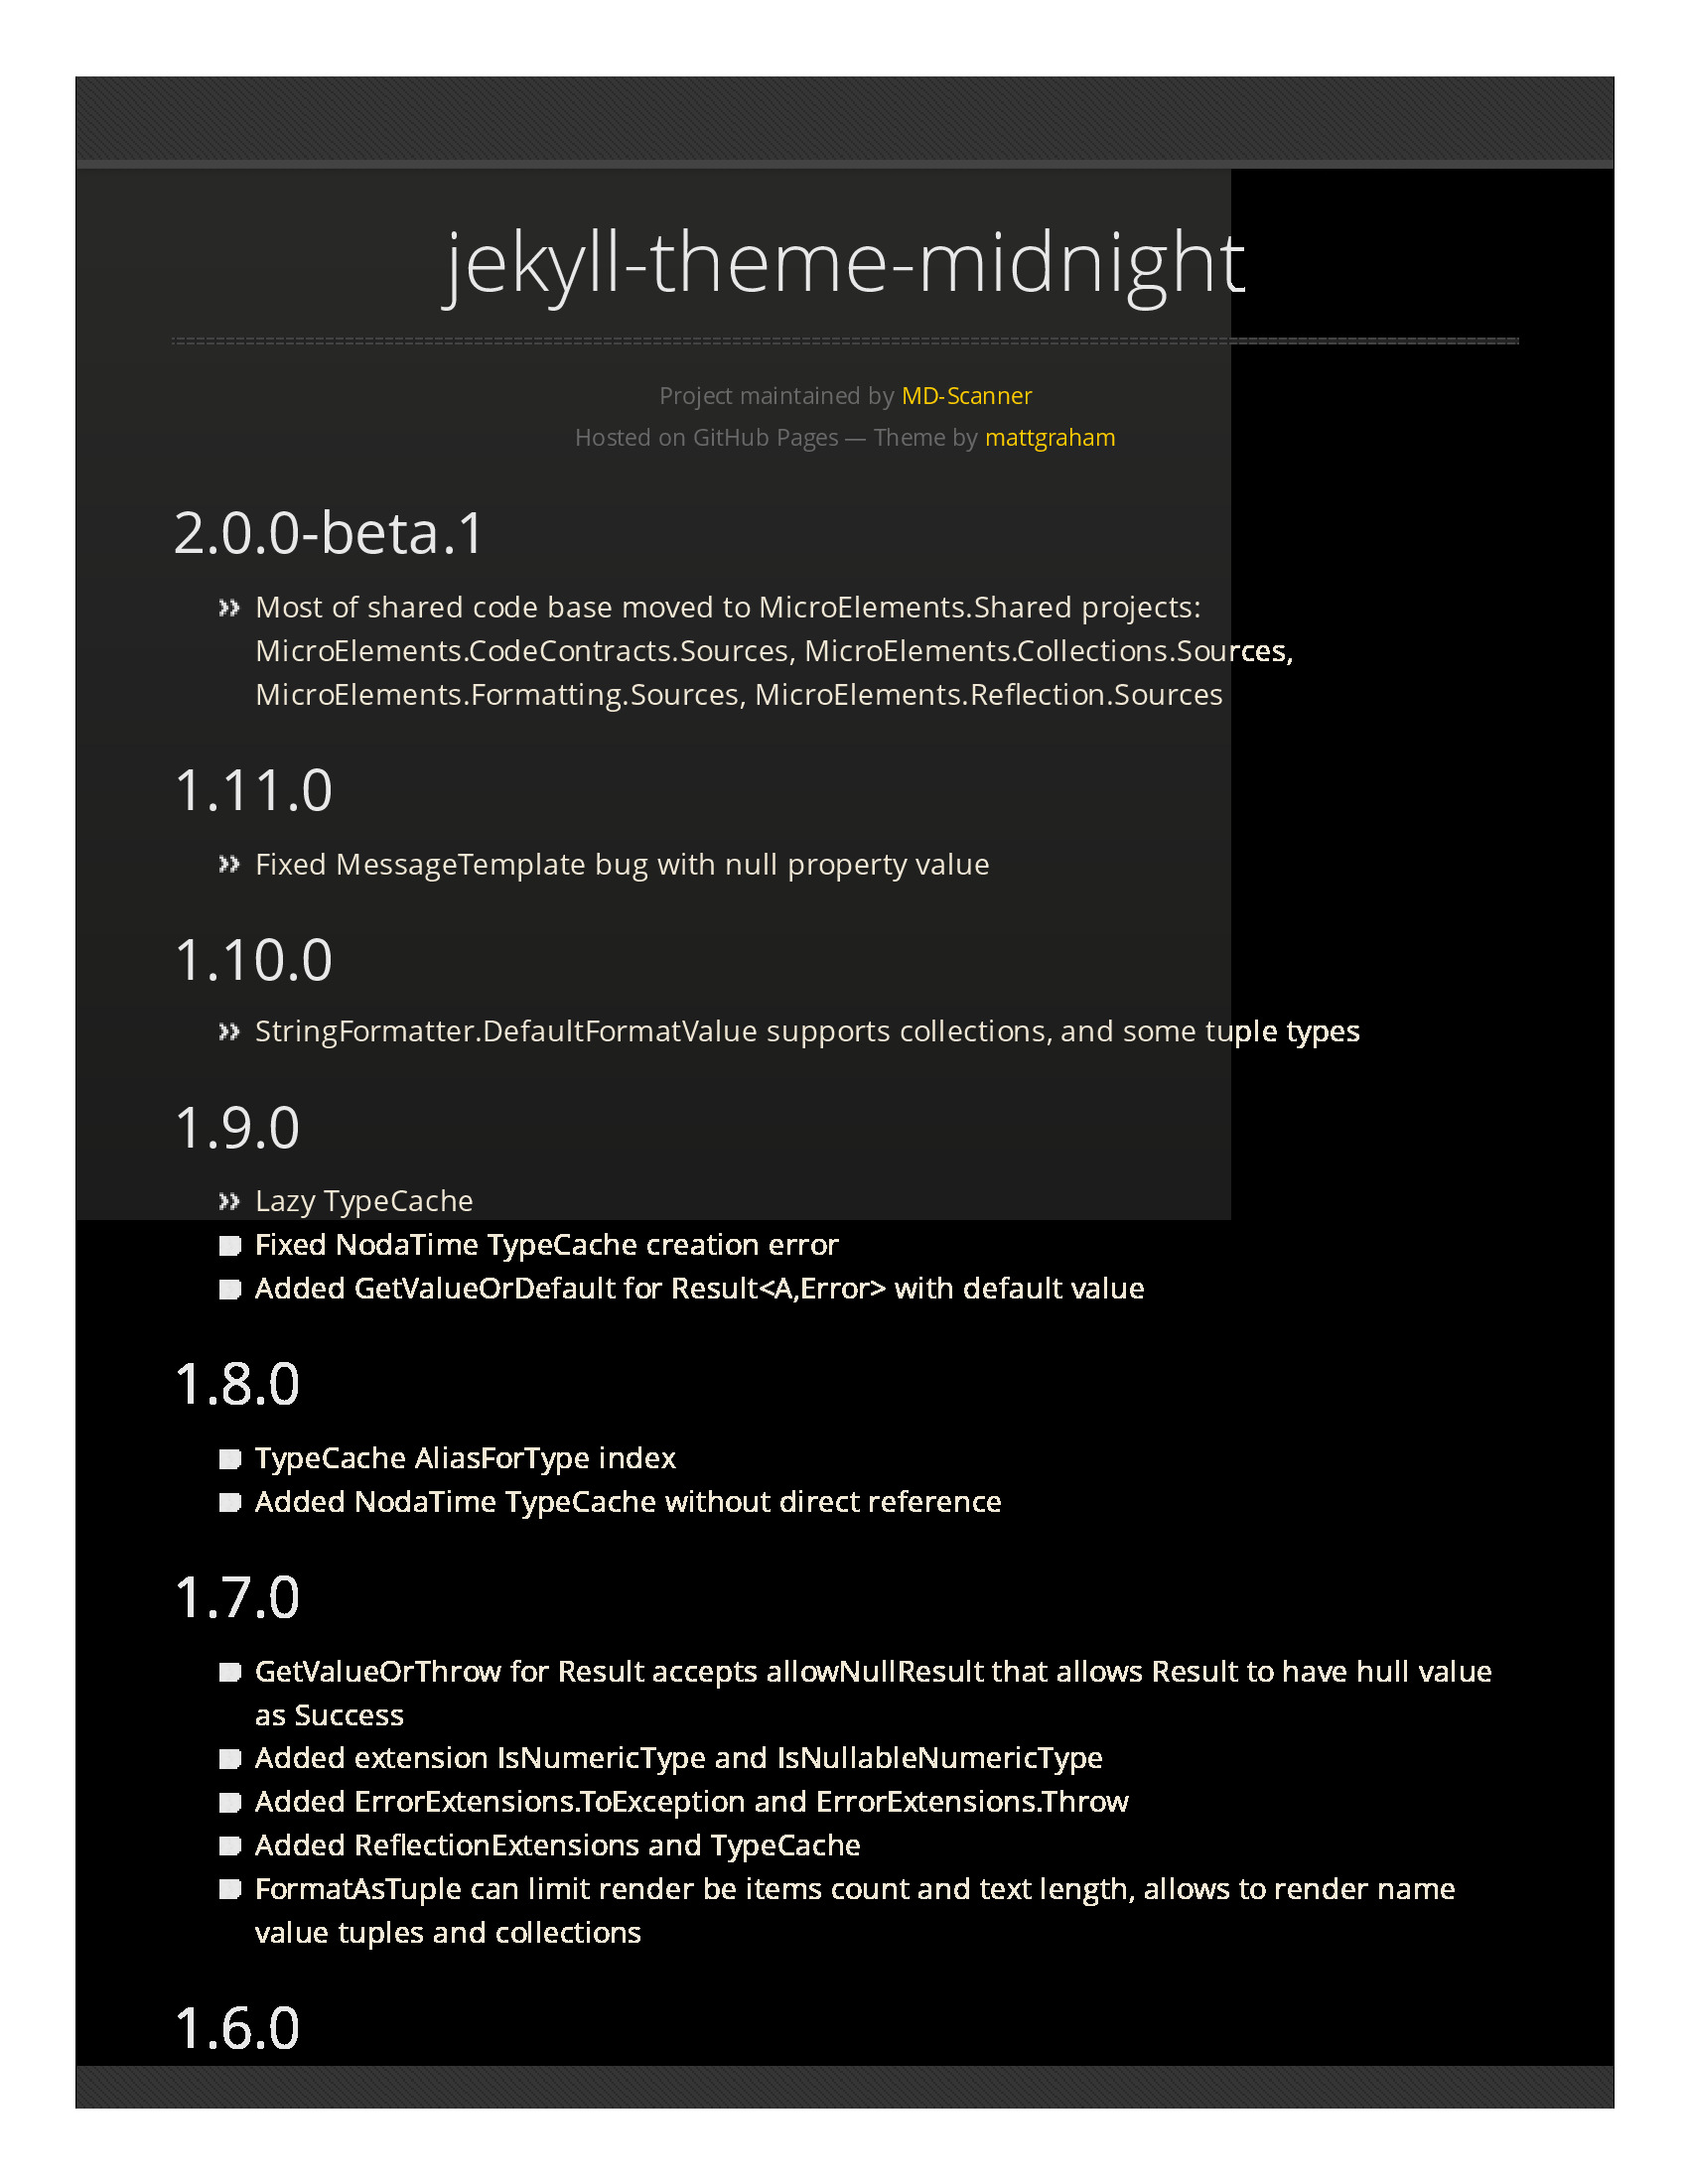 jekyll-theme-midnight
Project maintained by MD-Scanner
Hosted on GitHub Pages — Theme by mattgraham
2.0.0-beta.1
Most of shared code base moved to MicroElements.Shared projects:
MicroElements.CodeContracts.Sources, MicroElements.Collections.Sources,
MicroElements.Formatting.Sources, MicroElements.Reflection.Sources
1.11.0
Fixed MessageTemplate bug with null property value
1.10.0
StringFormatter.DefaultFormatValue supports collections, and some tuple types
1.9.0
Lazy TypeCache
Fixed NodaTime TypeCache creation error
Added GetValueOrDefault for Result<A,Error> with default value
1.8.0
TypeCache AliasForType index
Added NodaTime TypeCache without direct reference
1.7.0
GetValueOrThrow for Result accepts allowNullResult that allows Result to have hull value
as Success
Added extension IsNumericType and IsNullableNumericType
Added ErrorExtensions.ToException and ErrorExtensions.Throw
Added ReflectionExtensions and TypeCache
FormatAsTuple can limit render be items count and text length, allows to render name
value tuples and collections
1.6.0